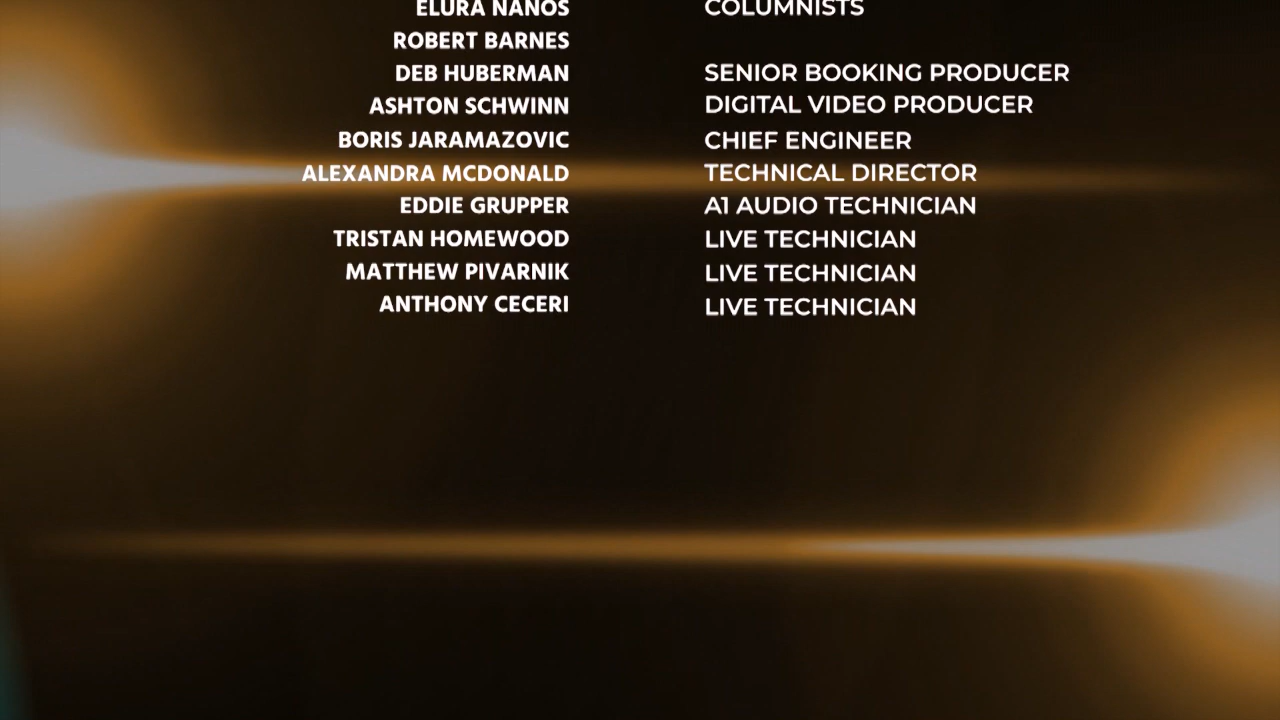 ELURA NANOS COLUMNISTS
ROBERT BARNES
DEB HUBERMAN SENIOR BOOKING PRODUCER
ASHTON SCHWINN DIGITAL VIDEO PRODUCER
BORIS JARAMAZOVIC CHIEF ENGINEER
ALEXANDRA MCDONALD TECHNICAL DIRECTOR
EDDIE GRUPPER A1 AUDIO TECHNICIAN
TRISTAN HOMEWOOD LIVE TECHNICIAN
MATTHEW PIVARNIK LIVE TECHNICIAN
ANTHONY CECERI LIVE TECHNICIAN